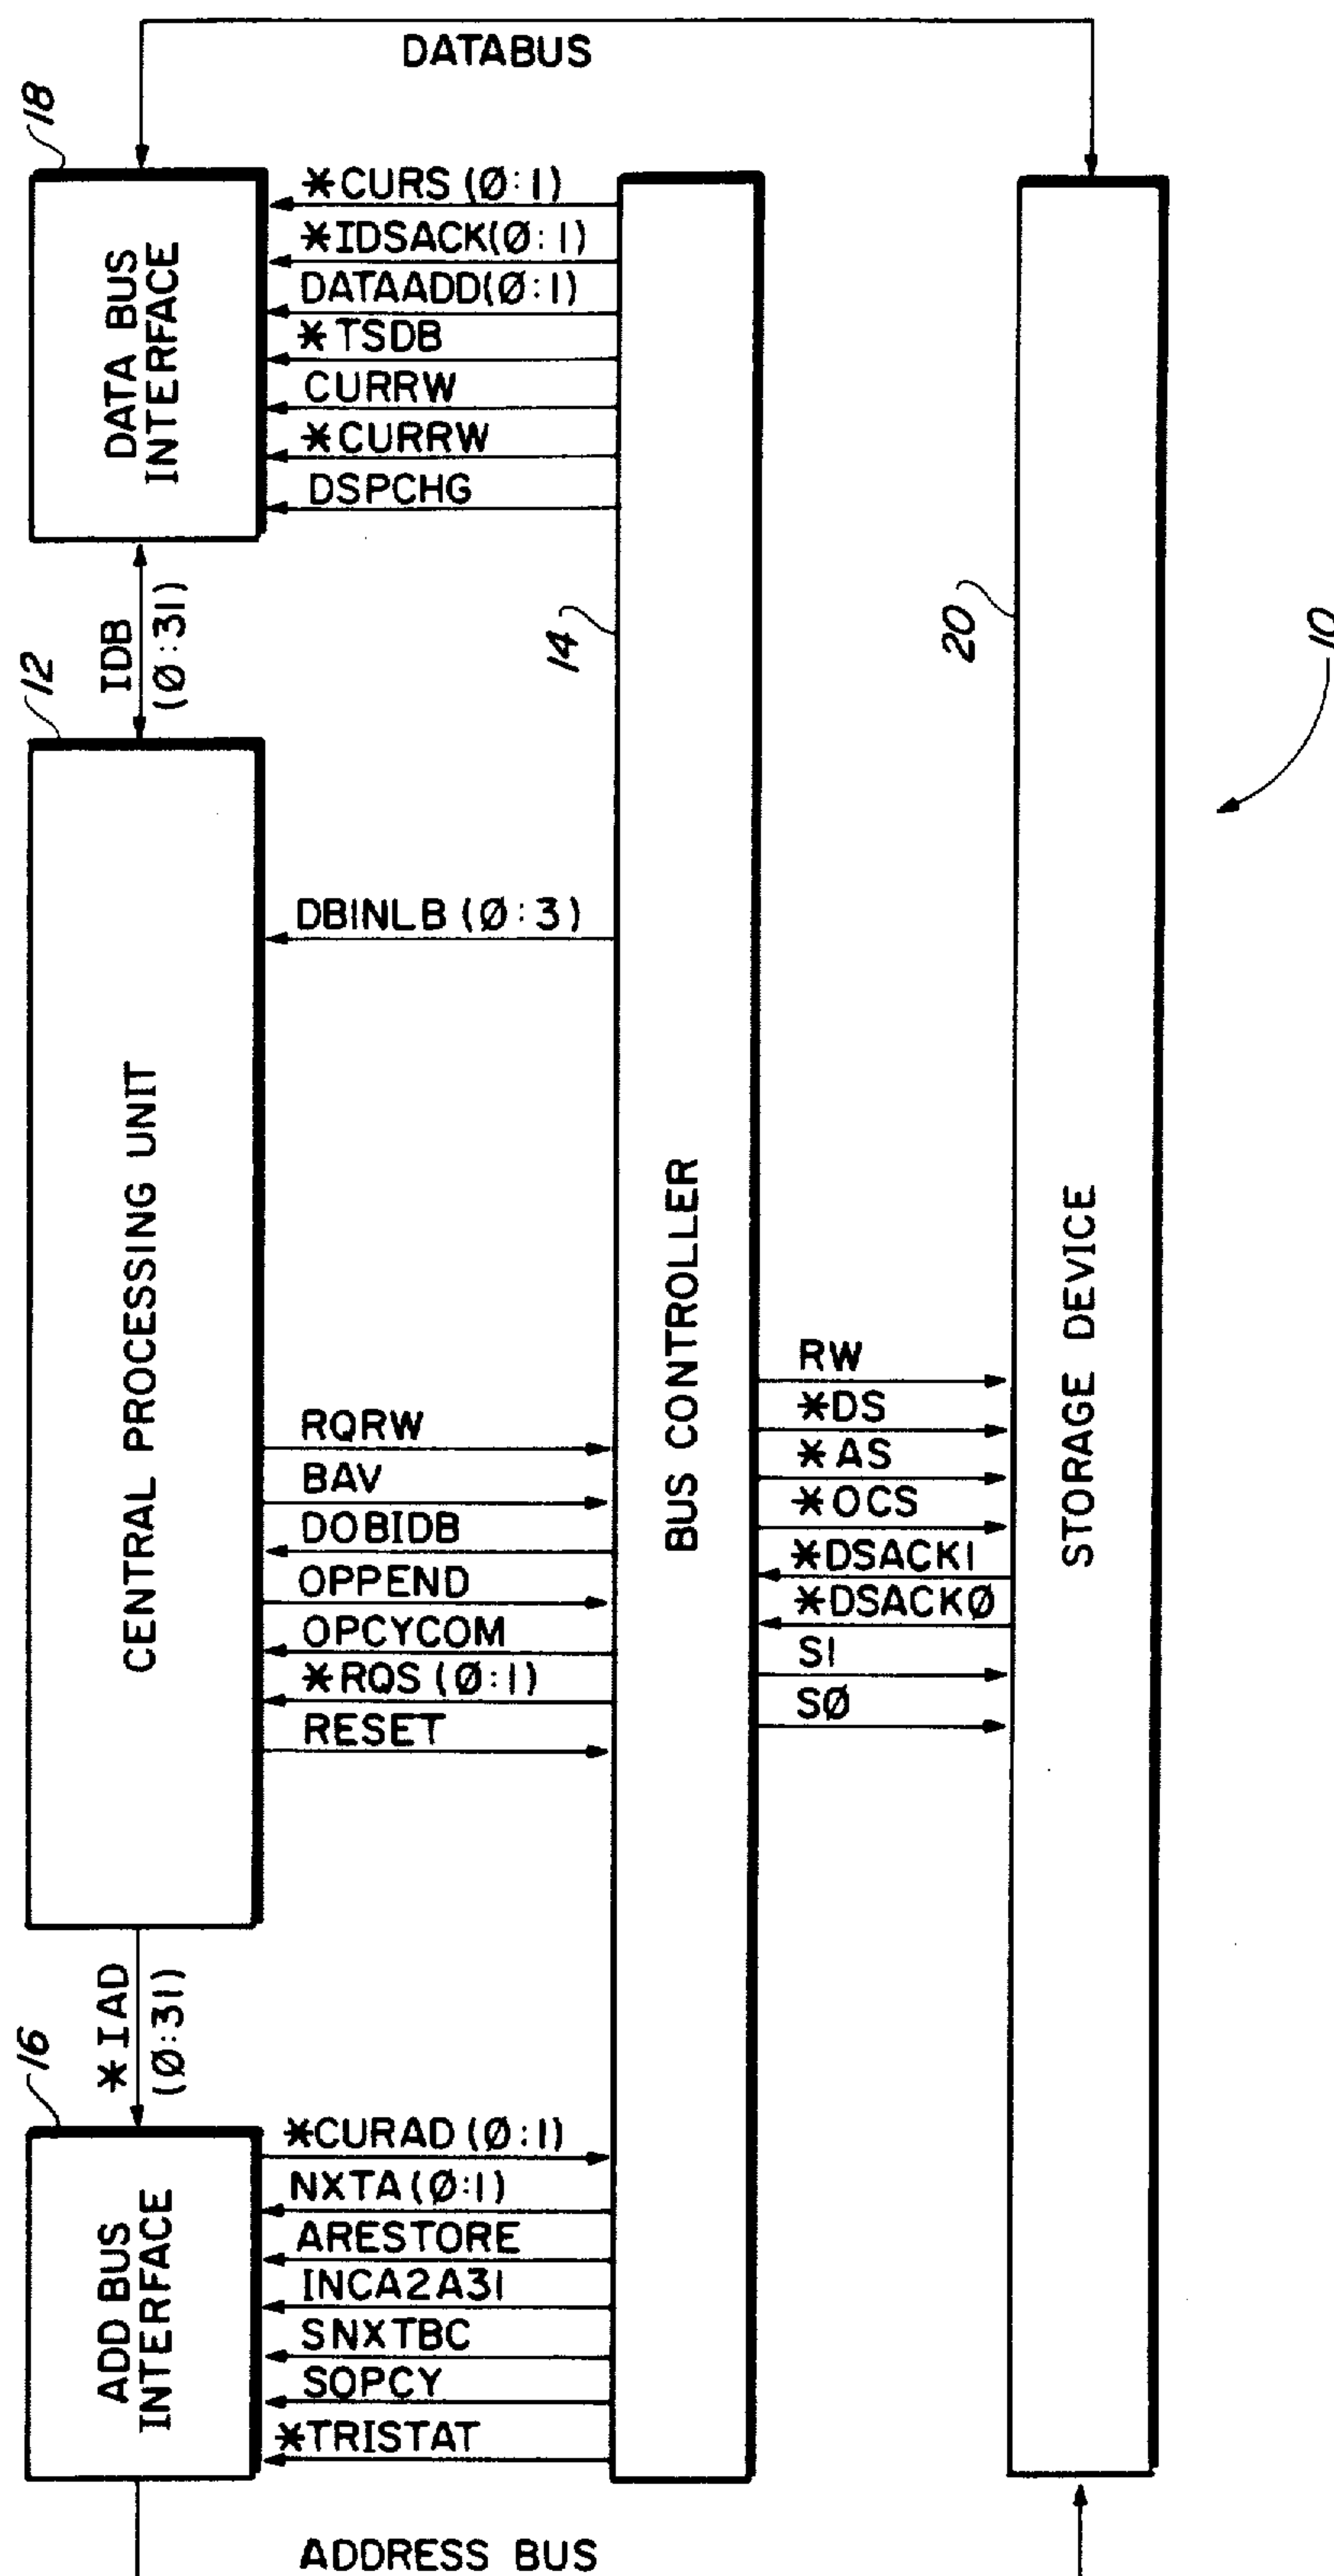 DATABUS
18
DATA BUS
INTERFACE
*CURS (Ø:1)
*IDSACK(Ø:1)
DATAADD(Ø:1)
*TSDB
CURRW
*CURRW
DSPCHG
IDB
(Ø:31)
12
14
20
10
CENTRAL PROCESSING UNIT
DBINLB (Ø:3)
BUS CONTROLLER
STORAGE DEVICE
RQRW
BAV
DOBIDB
OPPEND
OPCYCOM
*RQS (Ø:1)
RESET
RW
*DS
*AS
*OCS
*DSACK1
*DSACKØ
S1
SØ
*IAD
(Ø:31)
16
ADD BUS
INTERFACE
*CURAD (Ø:1)
NXTA (Ø:1)
ARESTORE
INCA2A31
SNXTBC
SOPCY
*TRISTAT
ADDRESS BUS